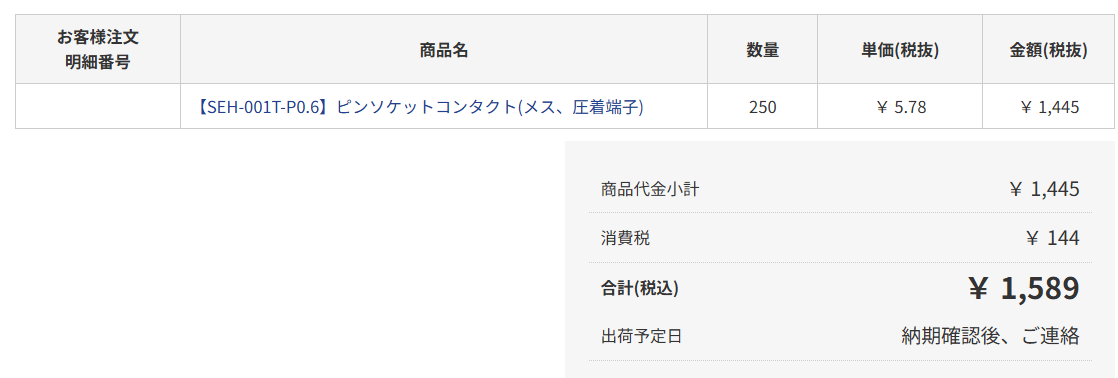 お客様注文
明細番号
商品名
数量
単価(税抜)
金額(税抜)
【SEH-001T-P0.6】ピンソケットコンタクト(メス、圧着端子)
250
￥ 5.78
￥ 1,445
商品代金小計
￥ 1,445
消費税
￥ 144
合計(税込)
￥ 1,589
出荷予定日
納期確認後、ご連絡